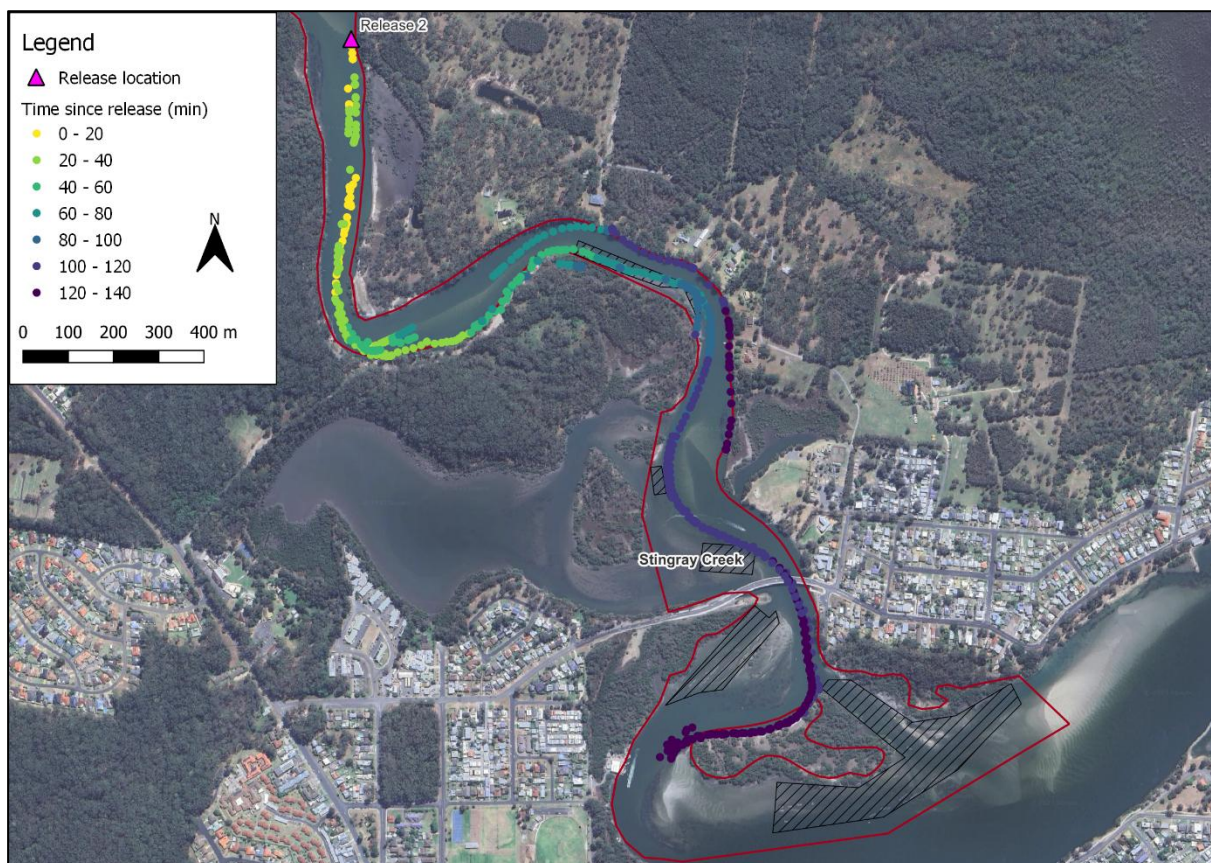 Release 2
Legend
Release location
Time since release (min)
0 - 20
20 - 40
40 - 60
60 - 80
80 - 100
100 - 120
120 - 140
N
0 100 200 300 400 m
Stingray Creek